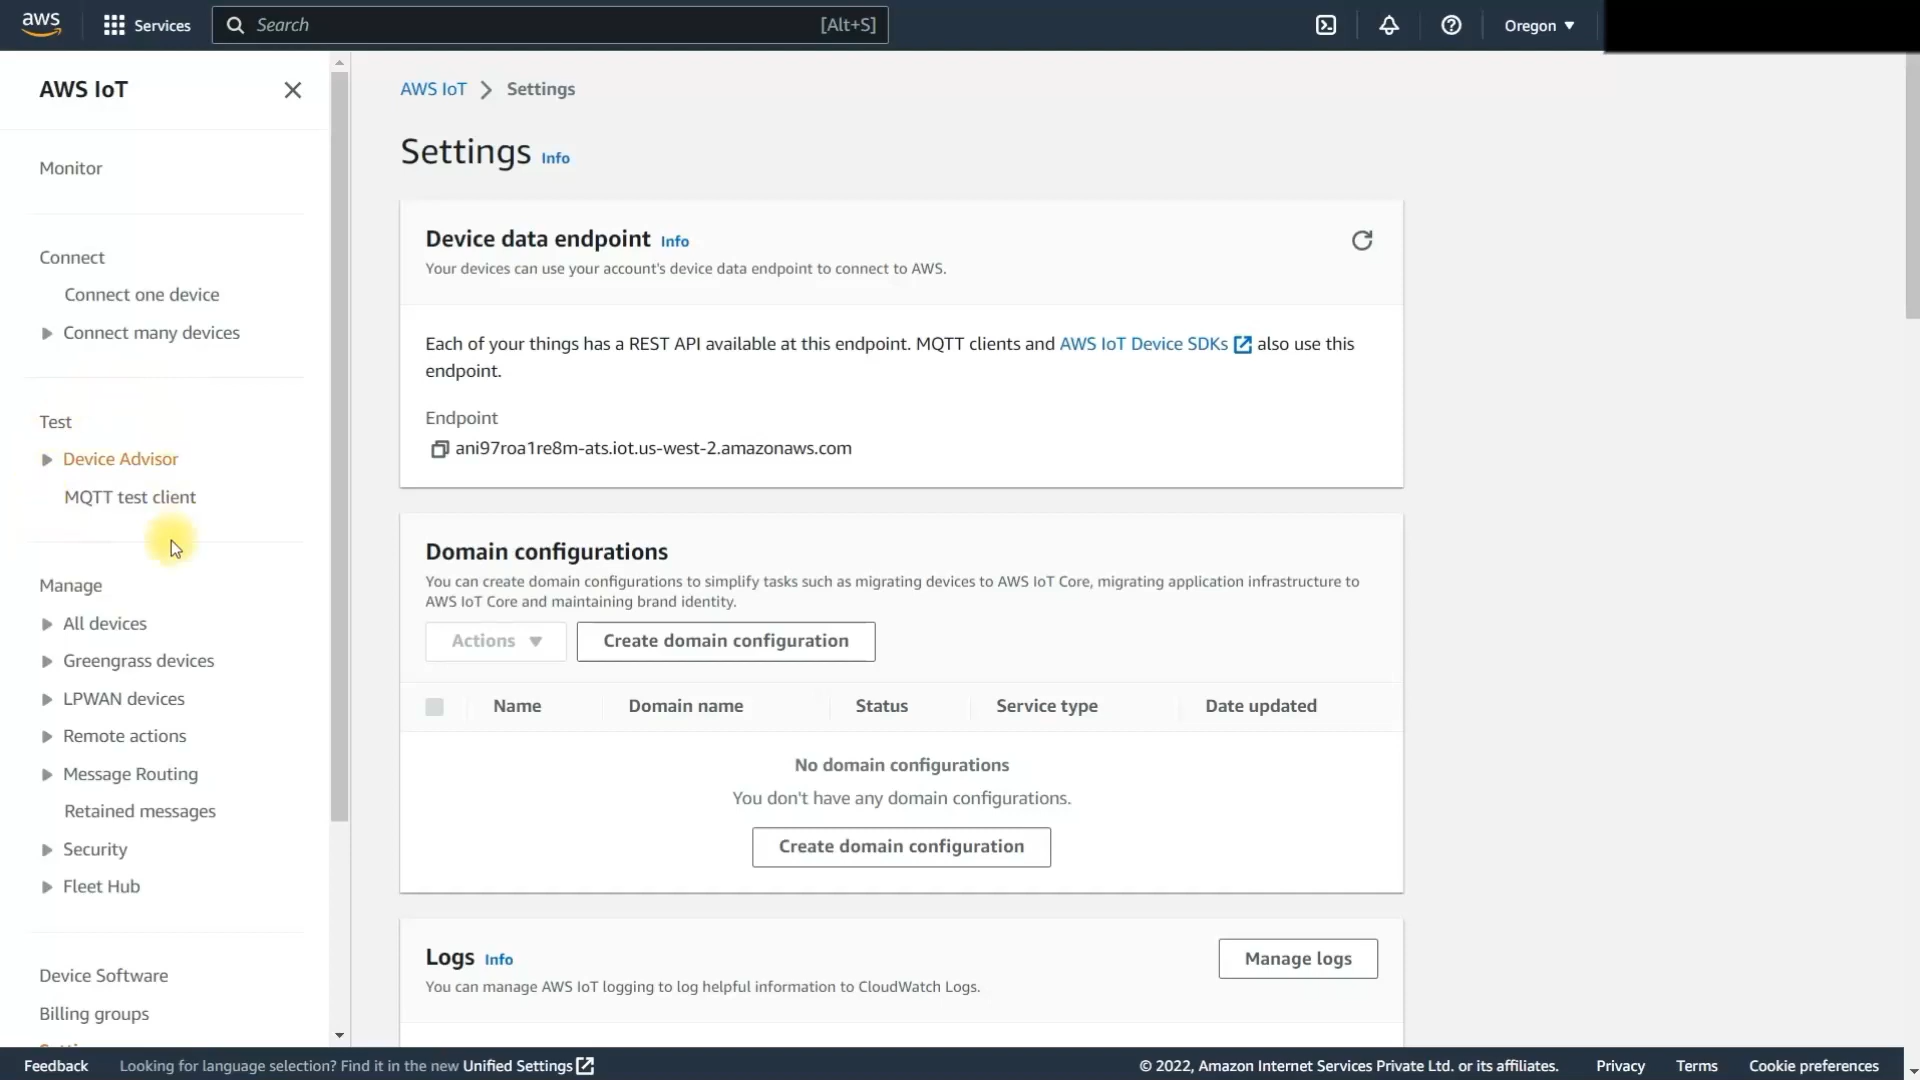 aws
Services
Search
[Alt+S]
Oregon ▼
AWS IoT
Monitor
Connect
Connect one device
Connect many devices
Test
Device Advisor
MQTT test client
Manage
All devices
Greengrass devices
LPWAN devices
Remote actions
Message Routing
Retained messages
Security
Fleet Hub
Device Software
Billing groups
AWS IoT > Settings
Settings Info
Device data endpoint Info
Your devices can use your account's device data endpoint to connect to AWS.
Each of your things has a REST API available at this endpoint. MQTT clients and AWS IoT Device SDKs also use this
endpoint.
Endpoint
ani97roa1re8m-ats.iot.us-west-2.amazonaws.com
Domain configurations
You can create domain configurations to simplify tasks such as migrating devices to AWS IoT Core, migrating application infrastructure to
AWS IoT Core and maintaining brand identity.
Actions ▼
Create domain configuration
Name Domain name Status Service type Date updated
No domain configurations
You don't have any domain configurations.
Create domain configuration
Logs Info
Manage logs
You can manage AWS IoT logging to log helpful information to CloudWatch Logs.
Feedback
Looking for language selection? Find it in the new Unified Settings
© 2022, Amazon Internet Services Private Ltd. or its affiliates.
Privacy
Terms
Cookie preferences